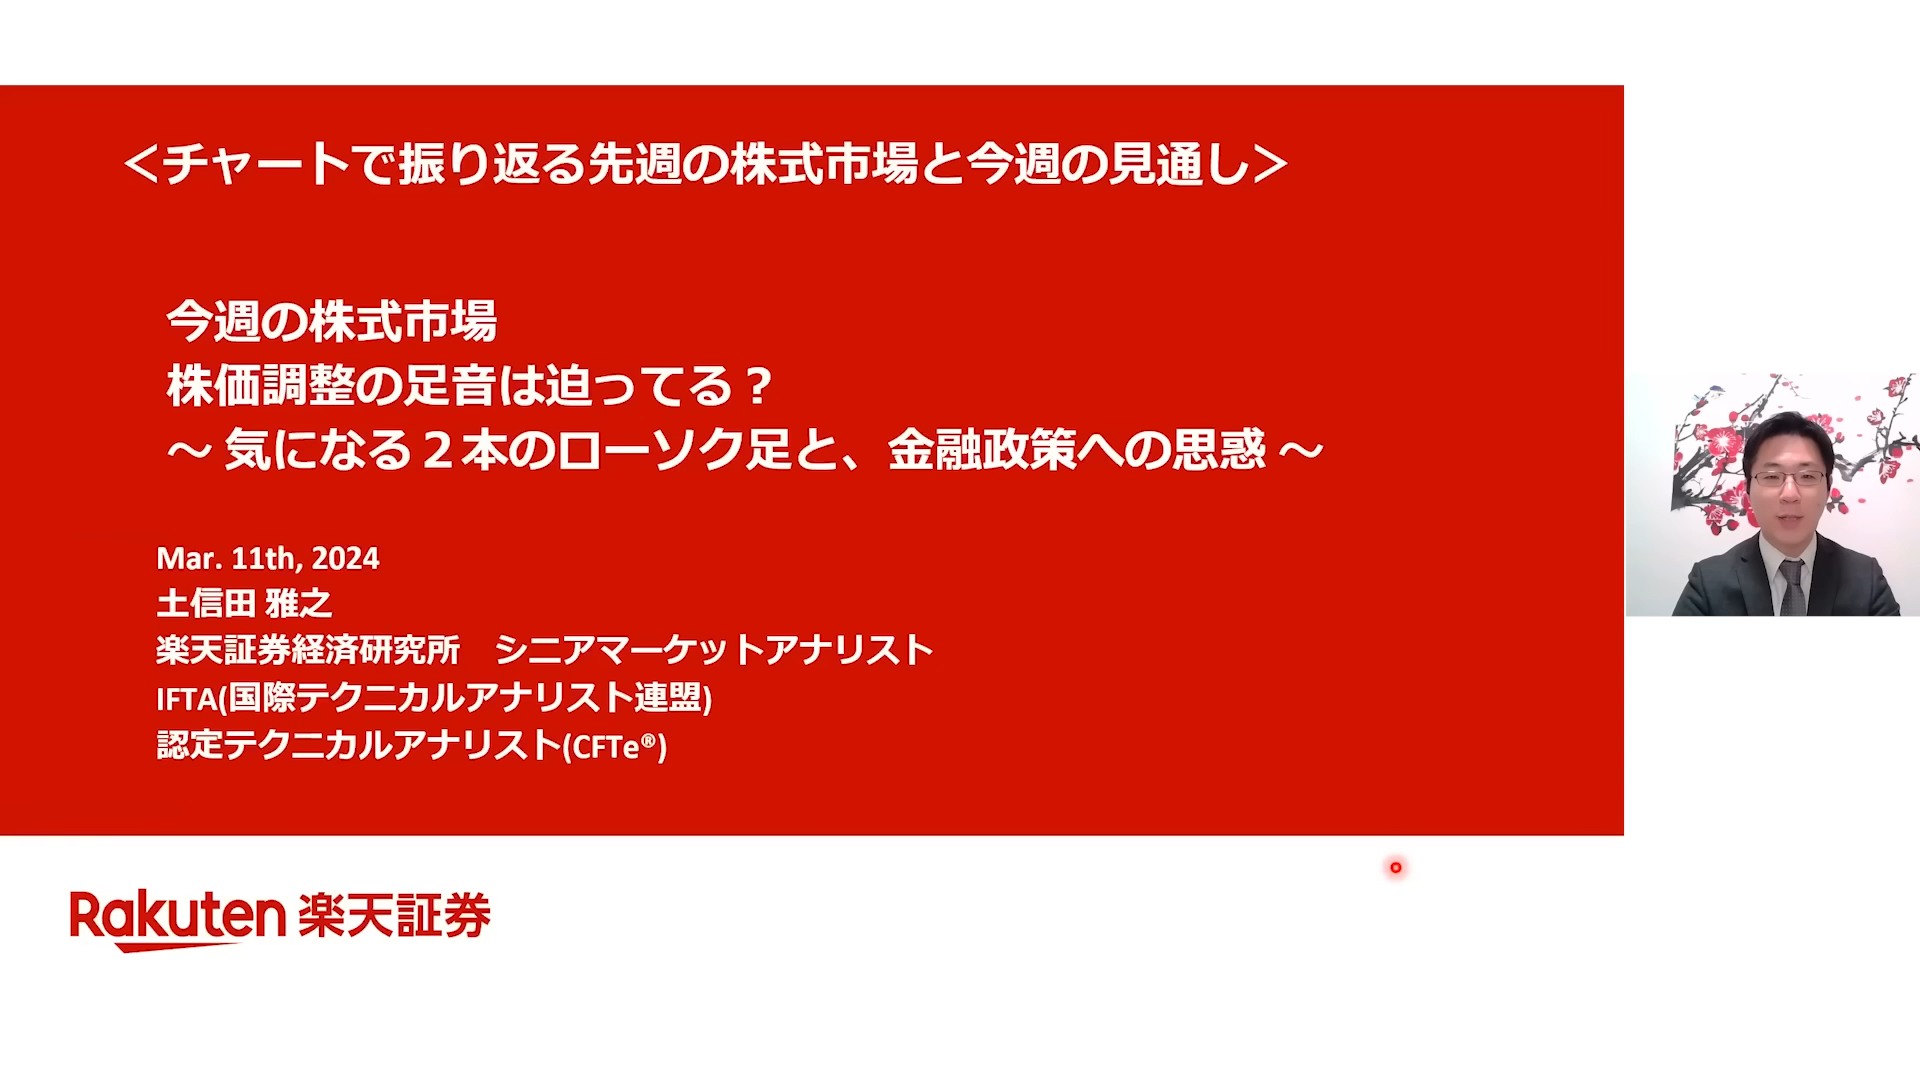 ＜チャートで振り返る先週の株式市場と今週の見通し＞
今週の株式市場
株価調整の足音は迫ってる？
～ 気になる２本のローソク足と、金融政策への思惑 ～
Mar. 11th, 2024
土信田 雅之
楽天証券経済研究所　シニアマーケットアナリスト
IFTA(国際テクニカルアナリスト連盟)
認定テクニカルアナリスト(CFTe®)
Rakuten 楽天証券